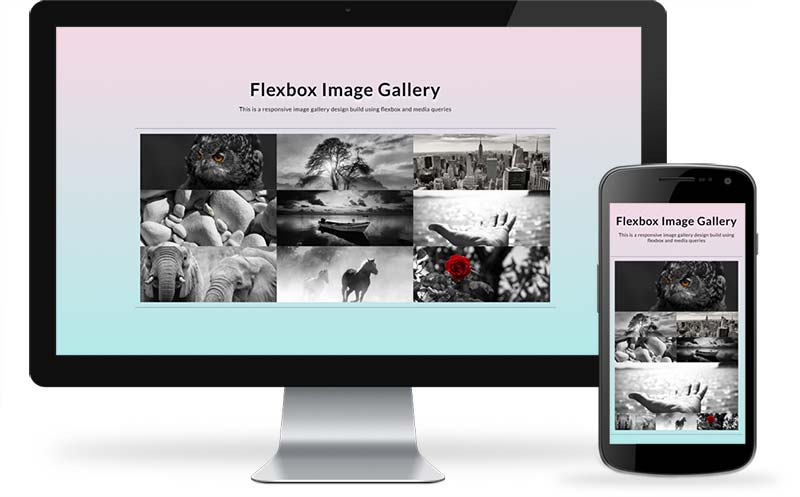 Flexbox Image Gallery
This is a responsive image gallery design build using flexbox and media queries
Flexbox Image Gallery
This is a responsive image gallery design build using
flexbox and media queries